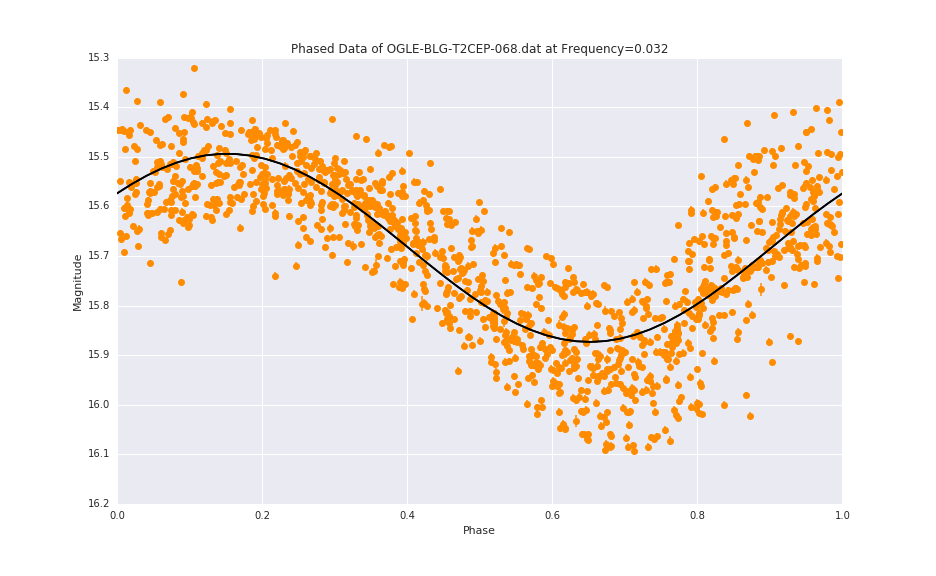 Phased Data of OGLE-BLG-T2CEP-068.dat at Frequency=0.032
15.3
15.4
15.5
15.6
15.7
15.8
15.9
16.0
16.1
16.2
Magnitude
0.0 0.2 0.4 0.6 0.8 1.0
Phase